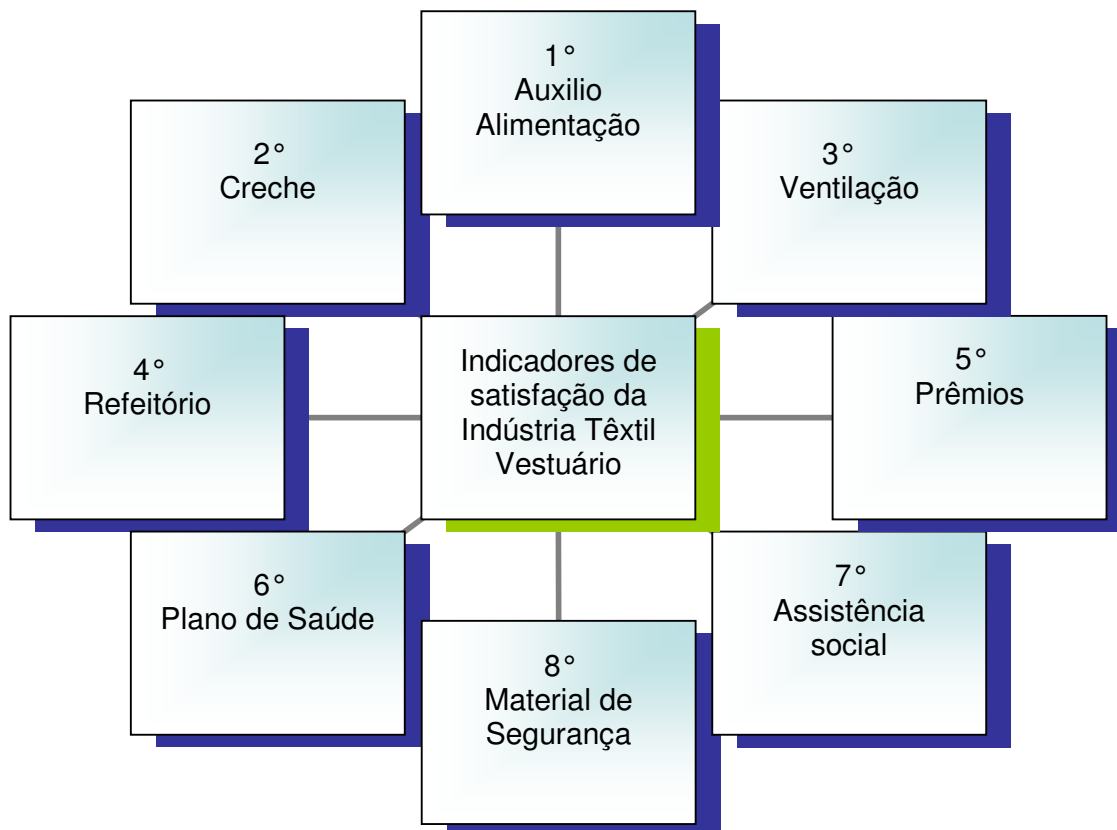 1°
Auxilio
Alimentação
2°
Creche
3°
Ventilação
4°
Refeitório
Indicadores de
satisfação da
Indústria Têxtil
Vestuário
5°
Prêmios
6°
Plano de Saúde
7°
Assistência
social
8°
Material de
Segurança